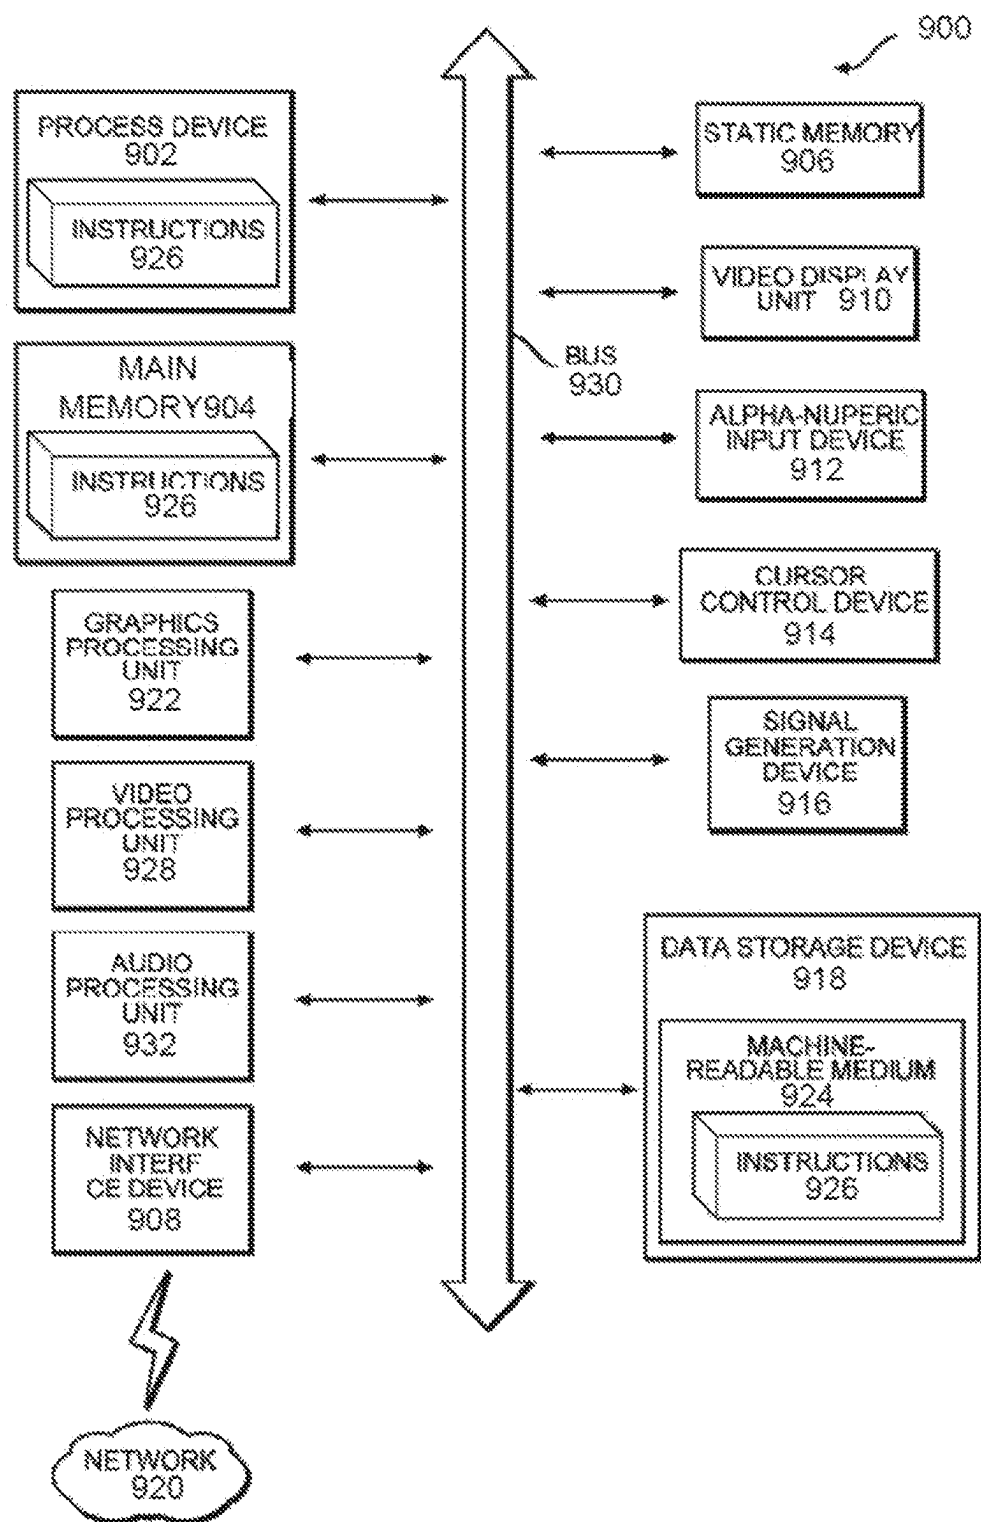 900
PROCESS DEVICE
902
INSTRUCTIONS
926
MAIN
MEMORY904
INSTRUCTIONS
926
GRAPHICS
PROCESSING
UNIT
922
VIDEO
PROCESSING
UNIT
928
AUDIO
PROCESSING
UNIT
932
NETWORK
INTERF
CE DEVICE
908
NETWORK
920
BUS
930
STATIC MEMORY
906
VIDEO DISPLAY
UNIT 910
ALPHA-NUPERIC
INPUT DEVICE
912
CURSOR
CONTROL DEVICE
914
SIGNAL
GENERATION
DEVICE
916
DATA STORAGE DEVICE
918
MACHINE-
READABLE MEDIUM
924
INSTRUCTIONS
926